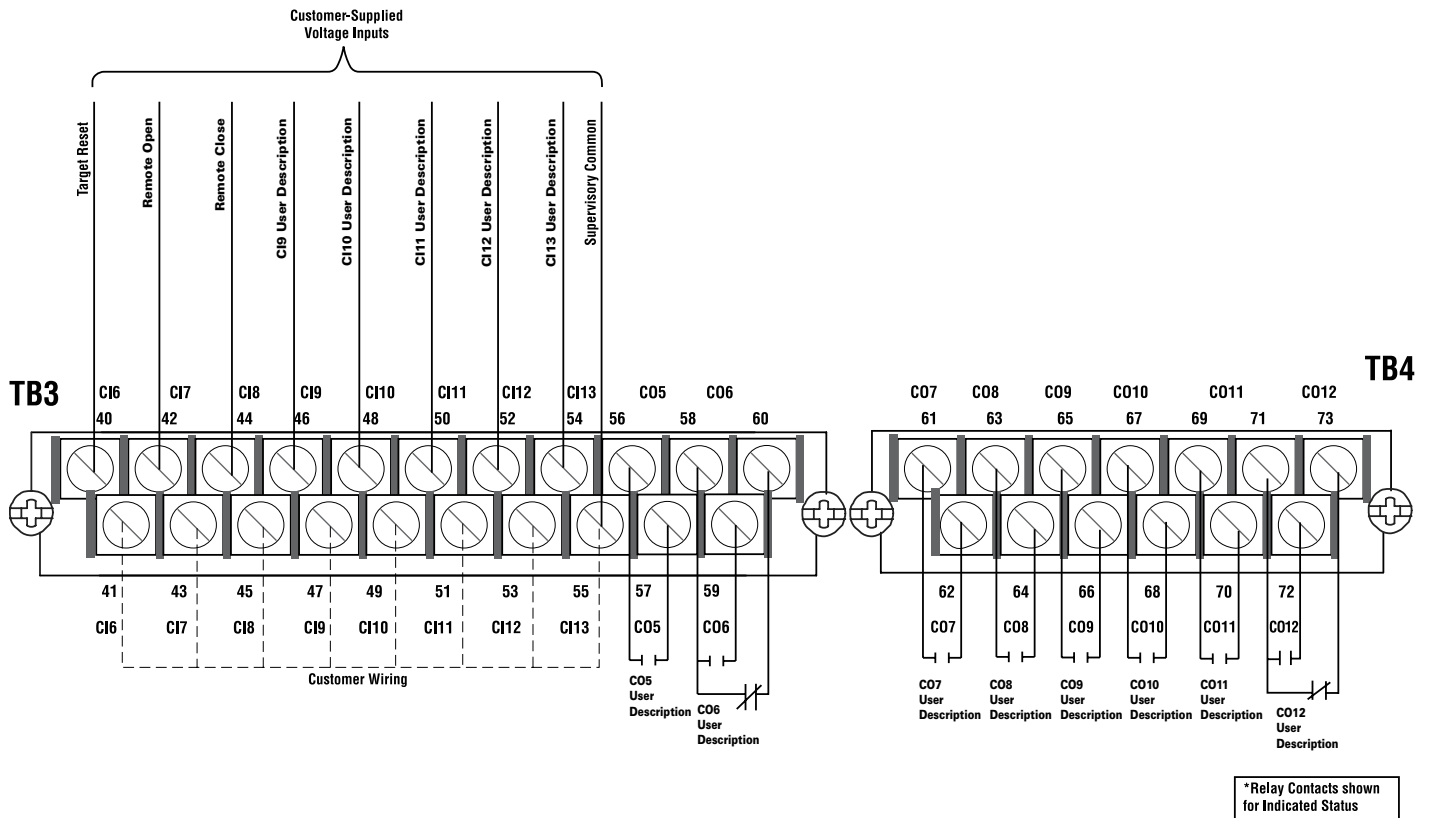 Customer-Supplied
Voltage Inputs
Target Reset
Remote Open
Remote Close
CI9 User Description
CI10 User Description
CI11 User Description
CI12 User Description
CI13 User Description
Supervisory Common
TB3
TB4
CI6 CI7 CI8 CI9 CI10 CI11 CI12 CI13 CO5 CO6
40 42 44 46 48 50 52 54 56 58 60
CO7 CO8 CO9 CO10 CO11 CO12
61 63 65 67 69 71 73
41 43 45 47 49 51 53 55 57 59
CI6 CI7 CI8 CI9 CI10 CI11 CI12 CI13 CO5 CO6
62 64 66 68 70 72
CO7 CO8 CO9 CO10 CO11 CO12
Customer Wiring
CO5
User
Description
CO6
User
Description
CO7
User
Description
CO8
User
Description
CO9
User
Description
CO10
User
Description
CO11
User
Description
CO12
User
Description
*Relay Contacts shown
for Indicated Status